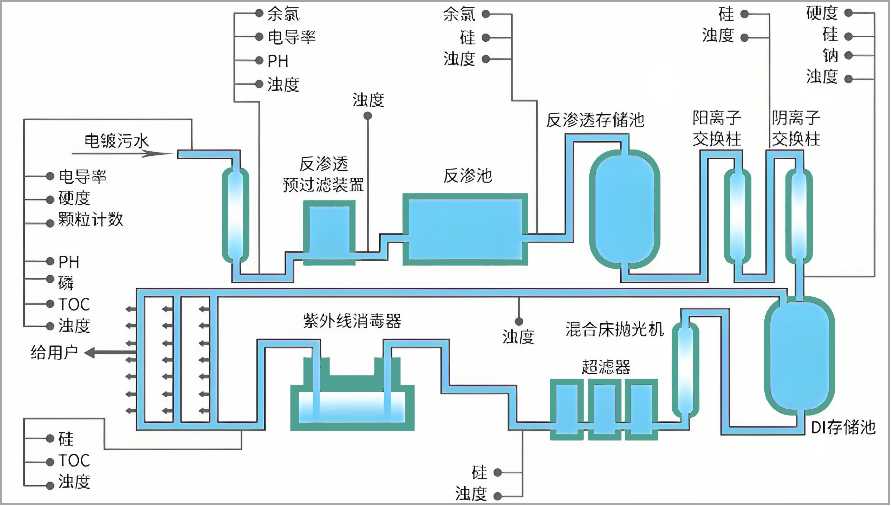 余氯
电导率
PH
浊度
余氯
硅
浊度
硅
浊度
硬度
硅
钠
浊度
浊度
电镀污水
反渗透
预过滤装置
反渗池
反渗透存储池
阳离子
交换柱
阴离子
交换柱
电导率
硬度
颗粒计数
PH
磷
TOC
浊度
给用户
紫外线消毒器
浊度
混合床抛光机
超滤器
DI存储池
硅
TOC
浊度
硅
浊度